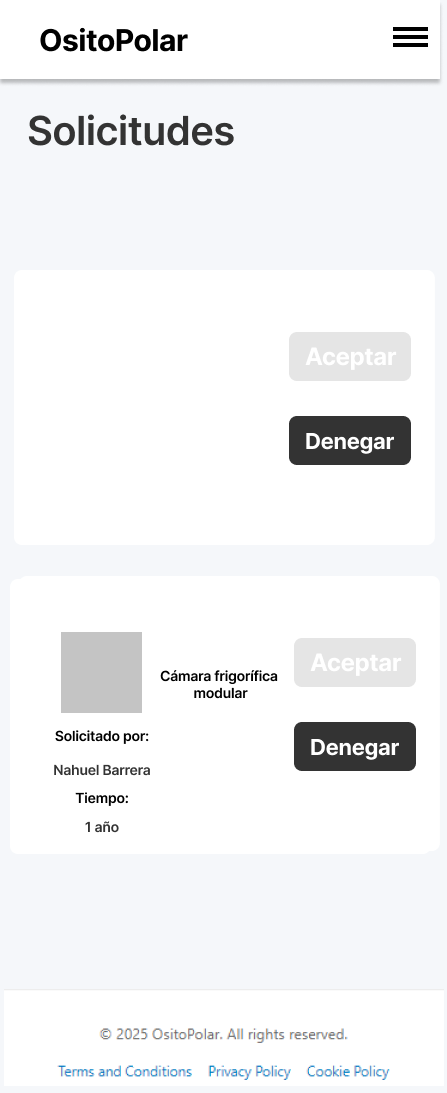 OsitoPolar
Solicitudes
Aceptar
Denegar
Cámara frigorífica
modular
Aceptar
Denegar
Solicitado por:
Nahuel Barrera
Tiempo:
1 año
© 2025 OsitoPolar. All rights reserved.
Terms and Conditions Privacy Policy Cookie Policy